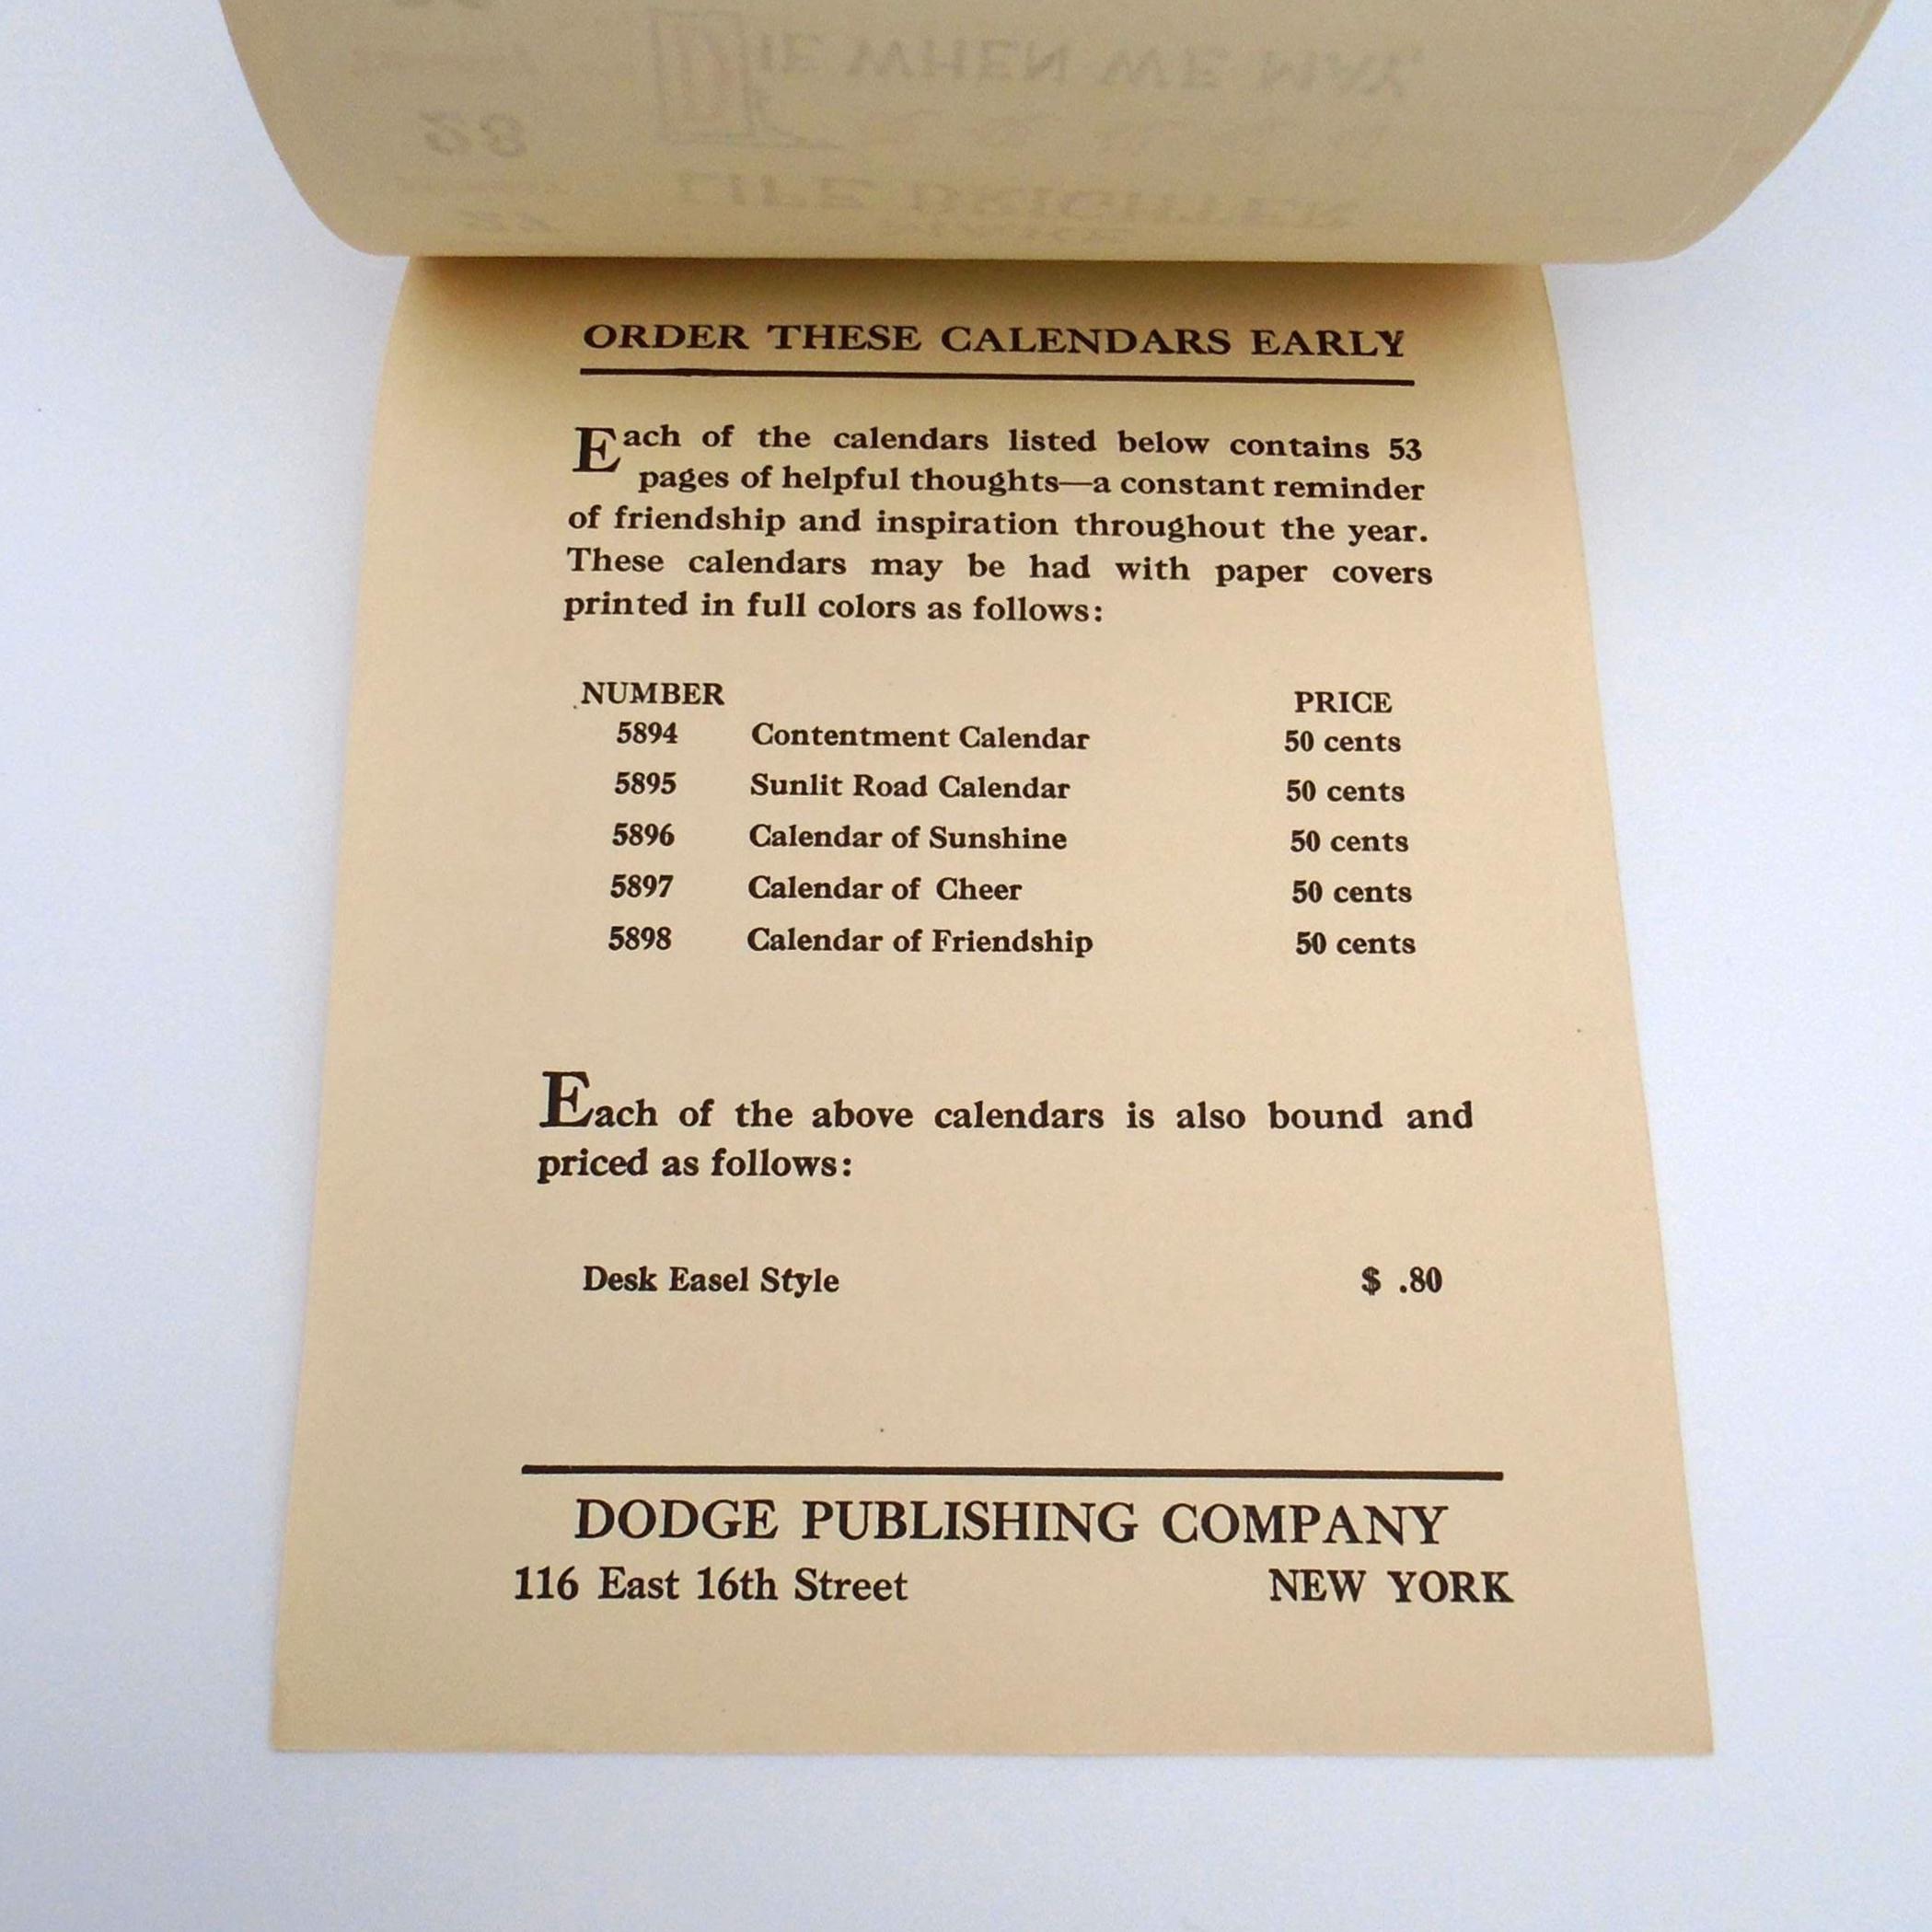 ORDER THESE CALENDARS EARLY
Each of the calendars listed below contains 53
pages of helpful thoughts—a constant reminder
of friendship and inspiration throughout the year.
These calendars may be had with paper covers
printed in full colors as follows:
NUMBER PRICE
5894 Contentment Calendar 50 cents
5895 Sunlit Road Calendar 50 cents
5896 Calendar of Sunshine 50 cents
5897 Calendar of Cheer 50 cents
5898 Calendar of Friendship 50 cents
Each of the above calendars is also bound and
priced as follows:
Desk Easel Style $ .80
DODGE PUBLISHING COMPANY
116 East 16th Street NEW YORK